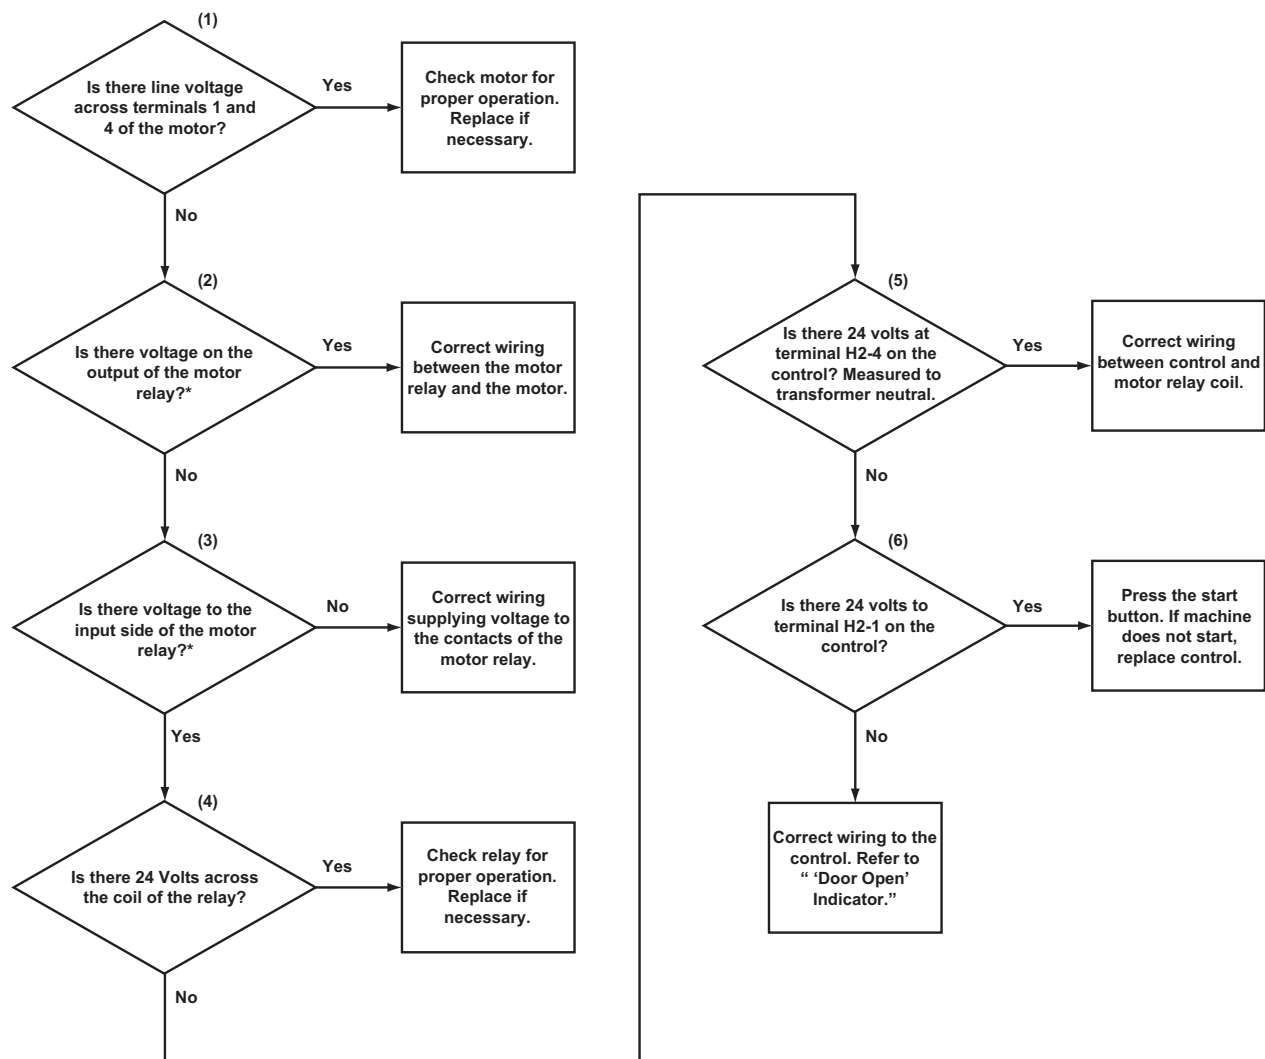 (1)
Is there line voltage
across terminals 1 and
4 of the motor?
Yes
Check motor for
proper operation.
Replace if
necessary.
No
(2)
Is there voltage on the
output of the motor
relay?*
Yes
Correct wiring
between the motor
relay and the motor.
No
(3)
Is there voltage to the
input side of the motor
relay?*
No
Correct wiring
supplying voltage to
the contacts of the
motor relay.
Yes
(4)
Is there 24 Volts across
the coil of the relay?
Yes
Check relay for
proper operation.
Replace if
necessary.
No
(5)
Is there 24 volts at
terminal H2-4 on the
control? Measured to
transformer neutral.
Yes
Correct wiring
between control and
motor relay coil.
No
(6)
Is there 24 volts to
terminal H2-1 on the
control?
Yes
Press the start
button. If machine
does not start,
replace control.
No
Correct wiring to the
control. Refer to
“ ‘Door Open’
Indicator.”